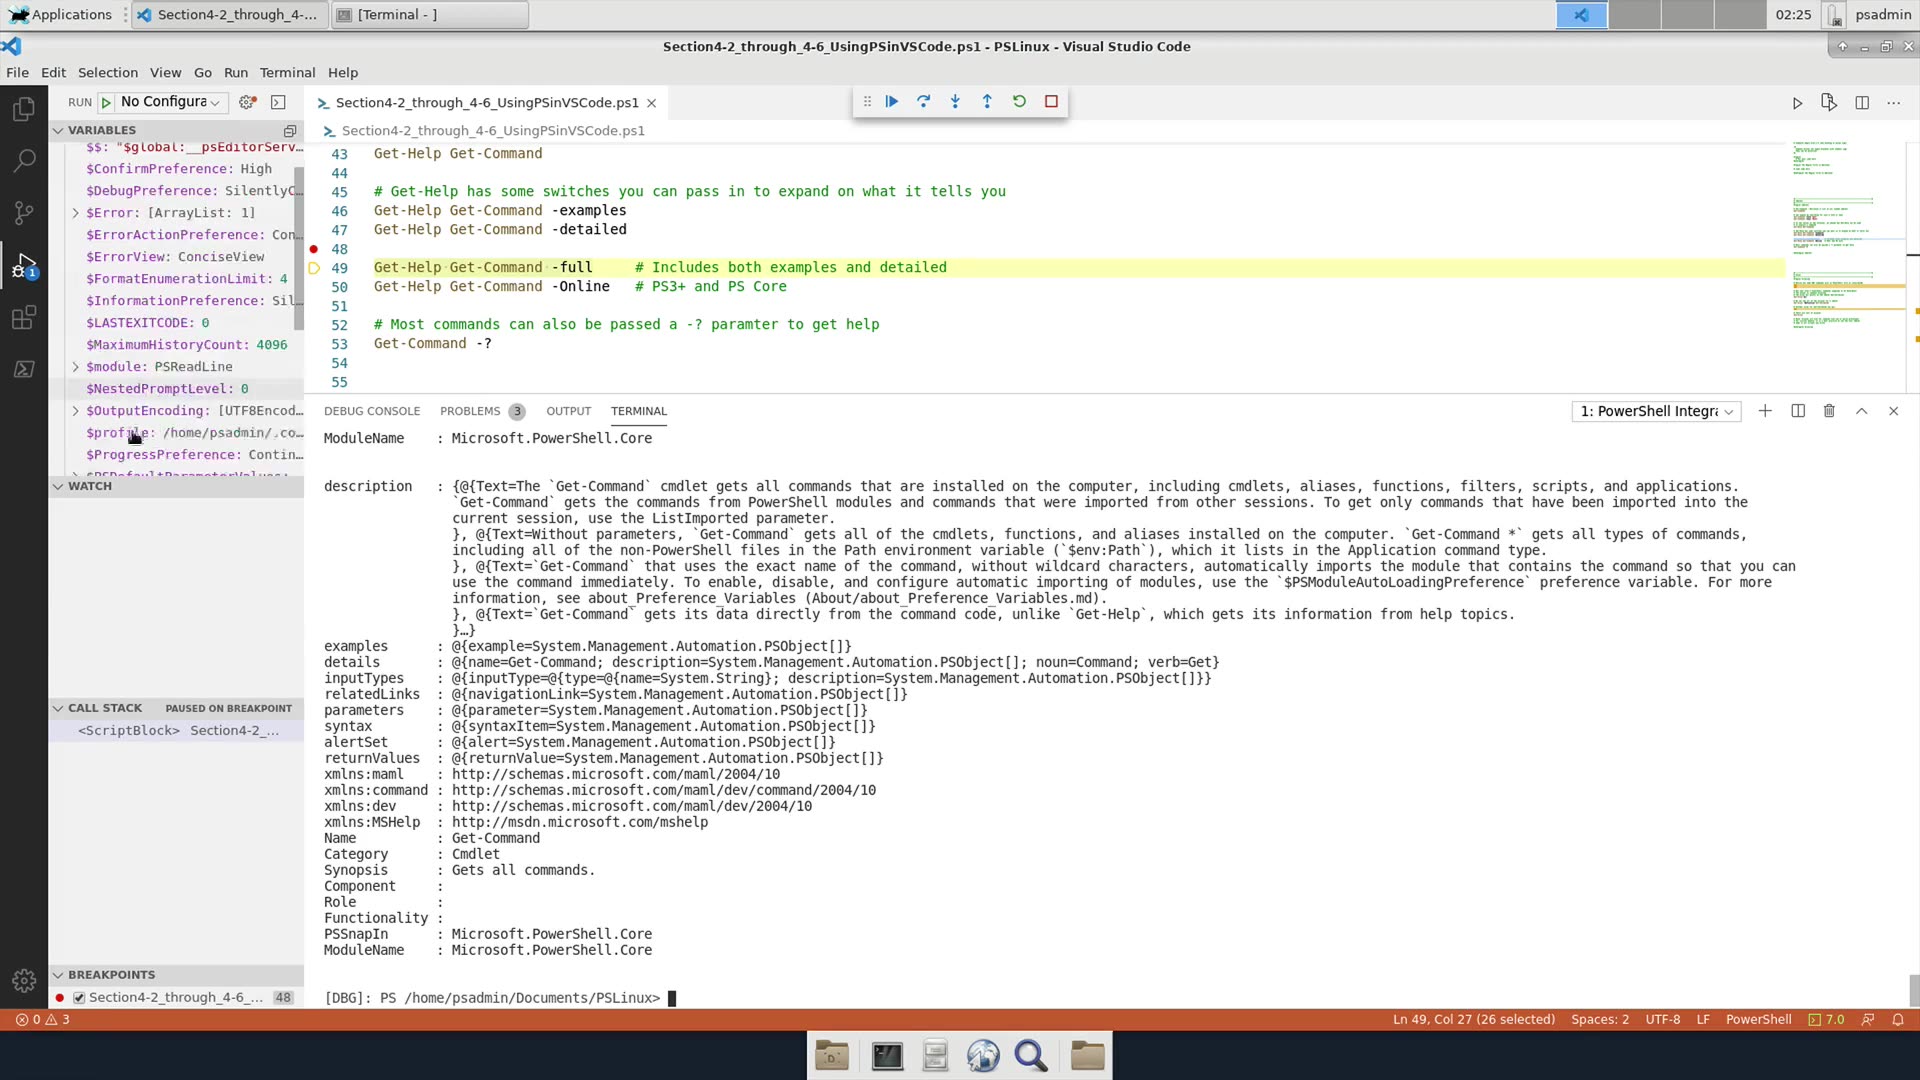 Applications
Section4-2_through_4-...
[Terminal - ]
02:25
psadmin
Section4-2_through_4-6_UsingPSinVSCode.ps1 - PSLinux - Visual Studio Code
File Edit Selection View Go Run Terminal Help
RUN
No Configura
Section4-2_through_4-6_UsingPSinVSCode.ps1
VARIABLES
Section4-2_through_4-6_UsingPSinVSCode.ps1
$$: "$global:__psEditorServ...
$ConfirmPreference: High
$DebugPreference: SilentlyC...
$Error: [ArrayList: 1]
$ErrorActionPreference: Con...
$ErrorView: ConciseView
$FormatEnumerationLimit: 4
$InformationPreference: Sil...
$LASTEXITCODE: 0
$MaximumHistoryCount: 4096
$module: PSReadLine
$NestedPromptLevel: 0
$OutputEncoding: [UTF8Encod...
$profile: /home/psadmin/.co...
$ProgressPreference: Contin...
$PSDefaultParameterValues:
WATCH
CALL STACK PAUSED ON BREAKPOINT
<ScriptBlock> Section4-2_...
BREAKPOINTS
Section4-2_through_4-6_... 48
1
43 Get-Help Get-Command
44
45 # Get-Help has some switches you can pass in to expand on what it tells you
46 Get-Help Get-Command -examples
47 Get-Help Get-Command -detailed
48
49 Get-Help Get-Command -full # Includes both examples and detailed
50 Get-Help Get-Command -Online # PS3+ and PS Core
51
52 # Most commands can also be passed a -? paramter to get help
53 Get-Command -?
54
55
DEBUG CONSOLE PROBLEMS 3 OUTPUT TERMINAL
1: PowerShell Integra
ModuleName : Microsoft.PowerShell.Core
description : {@{Text=The `Get-Command` cmdlet gets all commands that are installed on the computer, including cmdlets, aliases, functions, filters, scripts, and applications.
`Get-Command` gets the commands from PowerShell modules and commands that were imported from other sessions. To get only commands that have been imported into the
current session, use the ListImported parameter.
}, @{Text=Without parameters, `Get-Command` gets all of the cmdlets, functions, and aliases installed on the computer. `Get-Command *` gets all types of commands,
including all of the non-PowerShell files in the Path environment variable (`$env:Path`), which it lists in the Application command type.
}, @{Text=`Get-Command` that uses the exact name of the command, without wildcard characters, automatically imports the module that contains the command so that you can
use the command immediately. To enable, disable, and configure automatic importing of modules, use the `$PSModuleAutoLoadingPreference` preference variable. For more
information, see about_Preference_Variables (About/about_Preference_Variables.md).
}, @{Text=`Get-Command` gets its data directly from the command code, unlike `Get-Help`, which gets its information from help topics.
}…}
examples : @{example=System.Management.Automation.PSObject[]}
details : @{name=Get-Command; description=System.Management.Automation.PSObject[]; noun=Command; verb=Get}
inputTypes : @{inputType=@{type=@{name=System.String}; description=System.Management.Automation.PSObject[]}}
relatedLinks : @{navigationLink=System.Management.Automation.PSObject[]}
parameters : @{parameter=System.Management.Automation.PSObject[]}
syntax : @{syntaxItem=System.Management.Automation.PSObject[]}
alertSet : @{alert=System.Management.Automation.PSObject[]}
returnValues : @{returnValue=System.Management.Automation.PSObject[]}
xmlns:maml : http://schemas.microsoft.com/maml/2004/10
xmlns:command : http://schemas.microsoft.com/maml/dev/command/2004/10
xmlns:dev : http://schemas.microsoft.com/maml/dev/2004/10
xmlns:MSHelp : http://msdn.microsoft.com/mshelp
Name : Get-Command
Category : Cmdlet
Synopsis : Gets all commands.
Component :
Role :
Functionality :
PSSnapIn : Microsoft.PowerShell.Core
ModuleName : Microsoft.PowerShell.Core
[DBG]: PS /home/psadmin/Documents/PSLinux>
0 3
Ln 49, Col 27 (26 selected) Spaces: 2 UTF-8 LF PowerShell 7.0